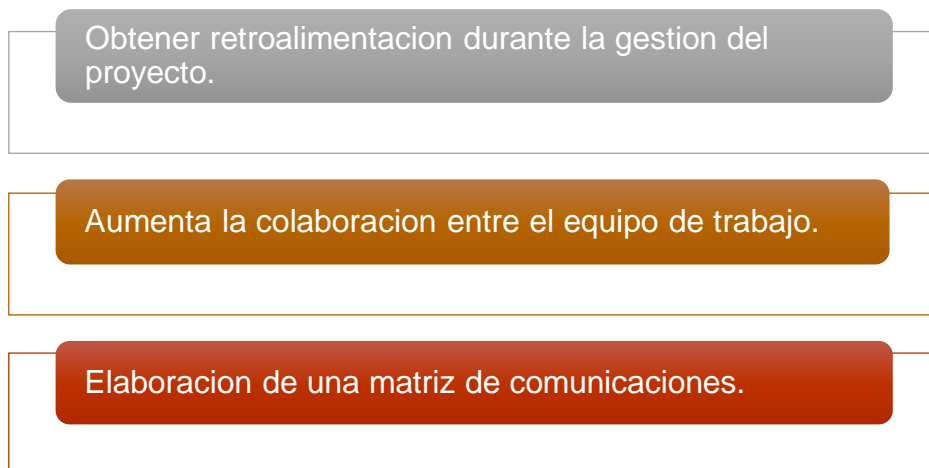 Obtener retroalimentacion durante la gestion del
proyecto.
Aumenta la colaboracion entre el equipo de trabajo.
Elaboracion de una matriz de comunicaciones.